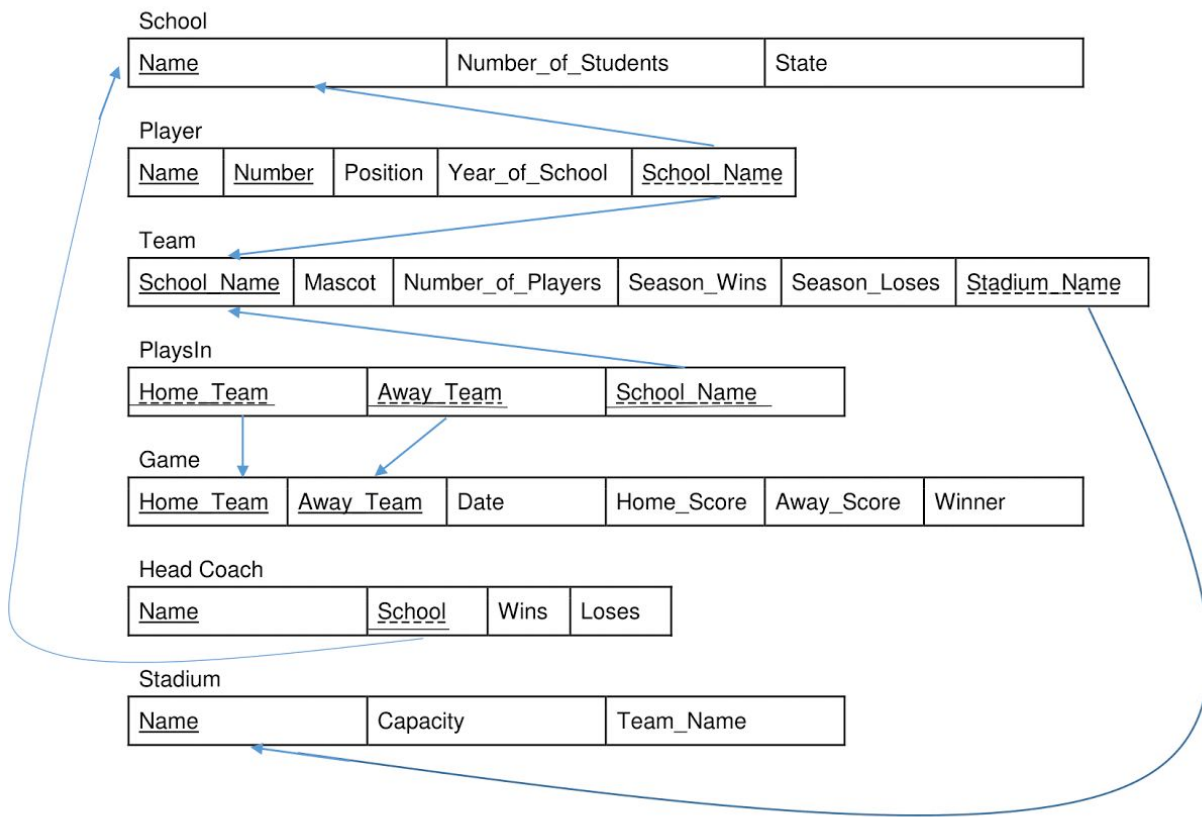 School
Name Number_of_Students State
Player
Name Number Position Year_of_School School_Name
Team
School_Name Mascot Number_of_Players Season_Wins Season_Loses Stadium_Name
PlaysIn
Home_Team Away_Team School_Name
Game
Home_Team Away_Team Date Home_Score Away_Score Winner
Head Coach
Name School Wins Loses
Stadium
Name Capacity Team_Name